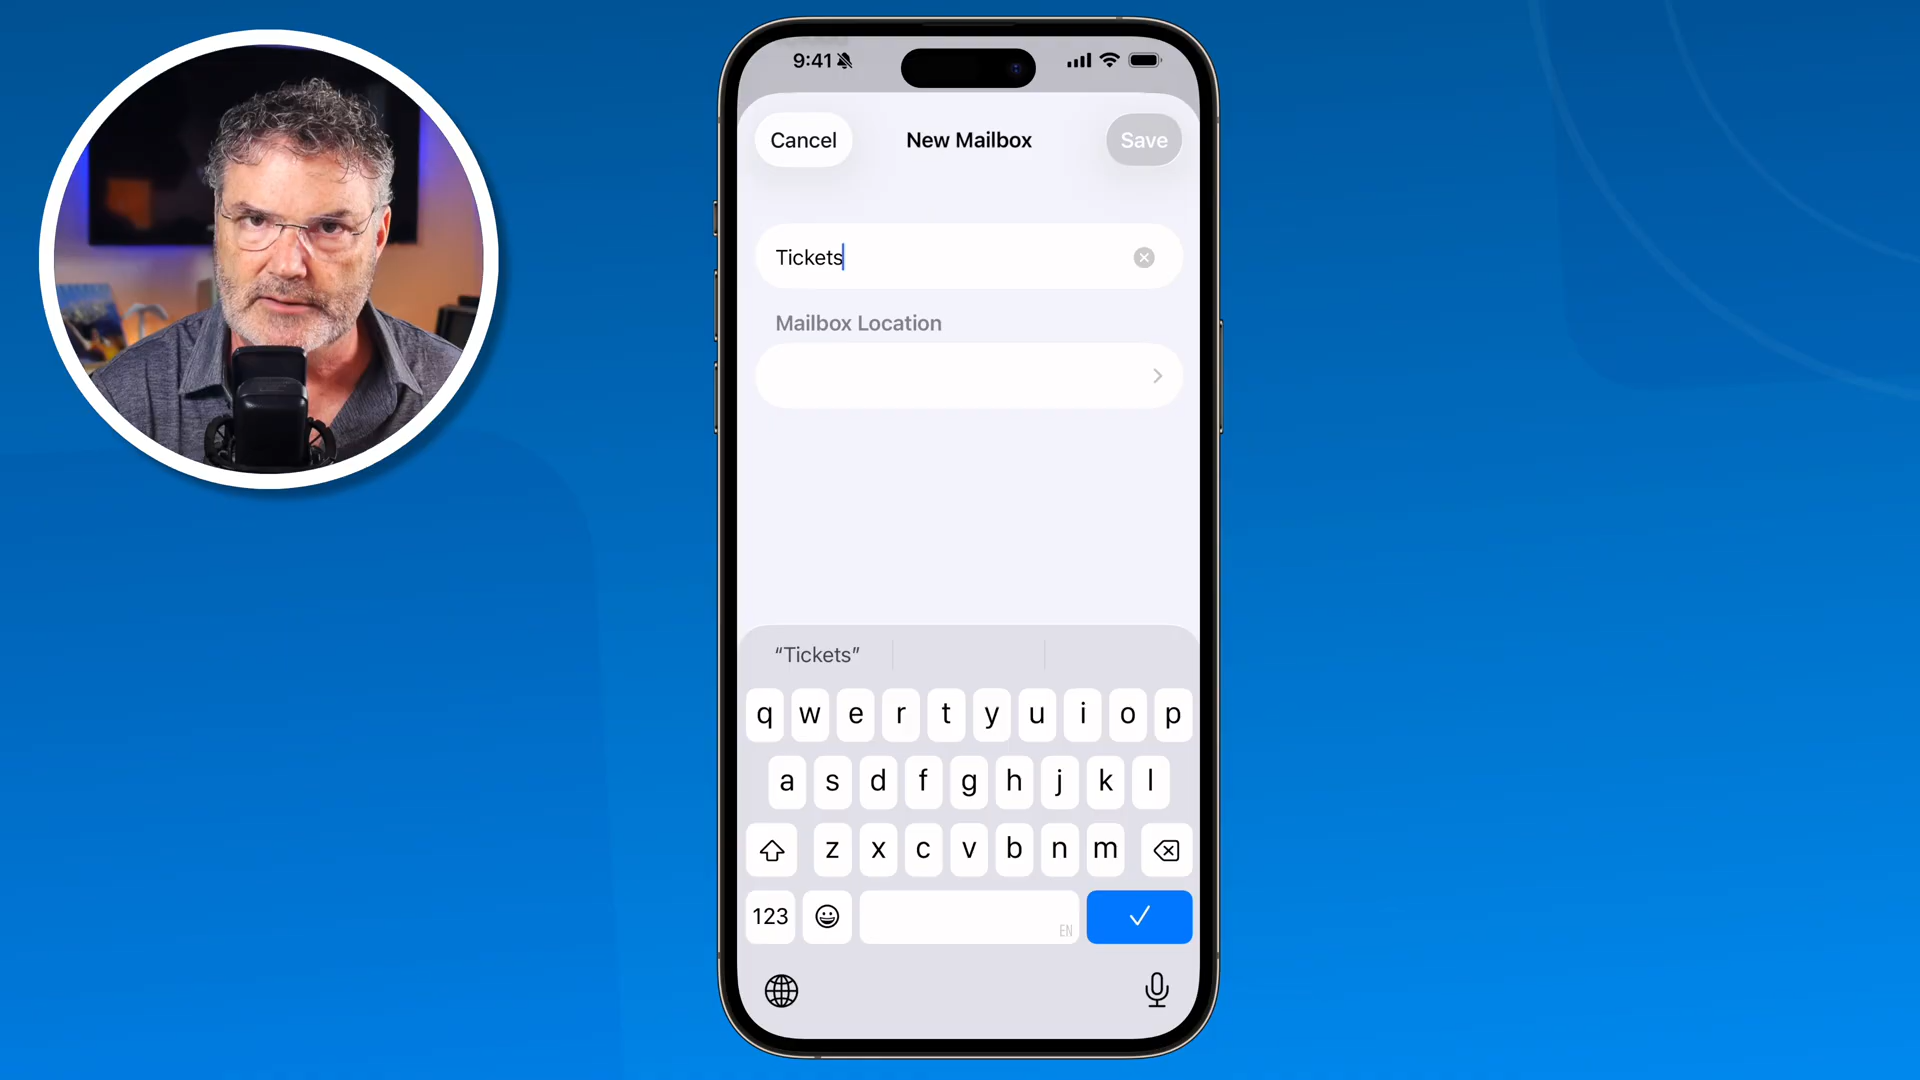 9:41
Cancel
New Mailbox
Save
Tickets
Mailbox Location
“Tickets”
q w e r t y u i o p
a s d f g h j k l
z x c v b n m
123
EN